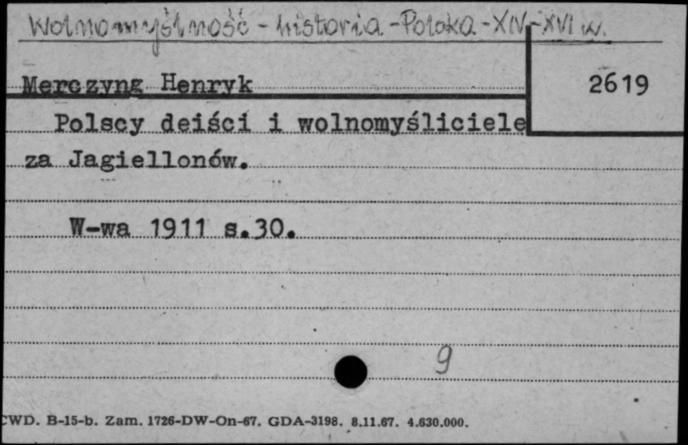 Wolnomyślność - historia - Polska - XIV-XVI w.
Merczyng Henryk
2619
Polscy deiści i wolnomyśliciele
za Jagiellonów.
W-wa 1911 s.30.
9
CWD. B-15-b. Zam. 1726-DW-On-67. GDA-3198. 8.11.67. 4.630.000.